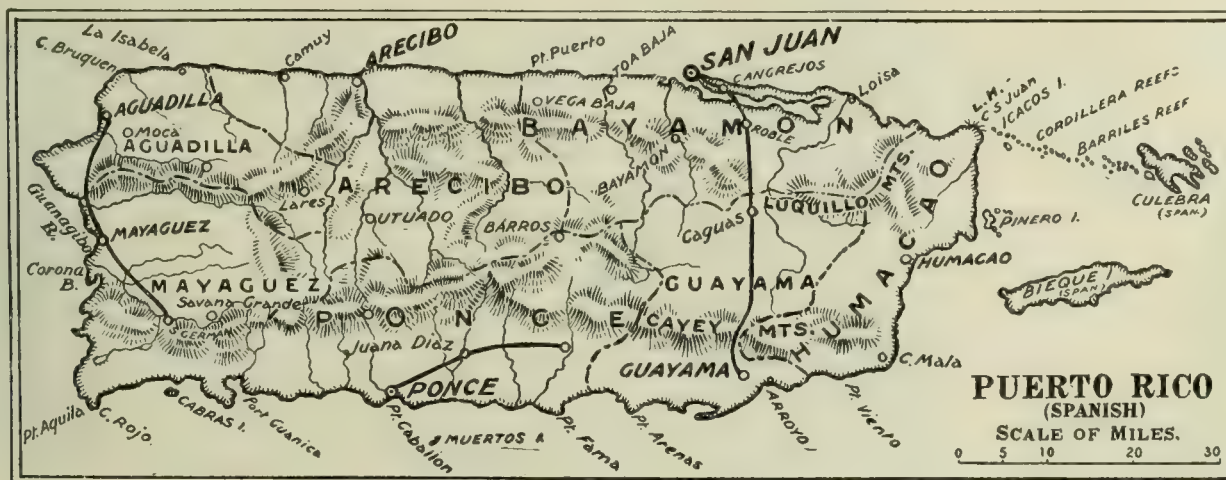 La Isabela
C. Bruquen
Camuy
ARECIBO
Pt. Puerto
TOA BAJA
SAN JUAN
CANGREJOS
Loisa
L. H.
C. S. Juan
ICACOS I.
CORDILLERA REEFS
BARRILES REEF
CULEBRA
(SPAN.)
PINERO I.
AGUADILLA
MOCA
AGUADILLA
VEGA BAJA
BAYAMON
ROBLE
BAYAMON
ARECIBO
Lares
UTUADO
BARROS
Caguas
LUQUILLO MTS.
HUMACAO
HUMACAO
BIEQUE
(SPAN.)
Guanagibo
B.
MAYAGUEZ
Corona
B.
MAYAGUEZ
Savana Grande
S. GERMAN
PONCE
Juana Diaz
GUAYAMA
CAYEY MTS.
GUAYAMA
PONCE
C. Mala
Pt. Aquila
C. Rojo.
CABRAS I.
Port Guanica
Pt. Caballon
MUERTOS I.
Pt. Fama
Pt. Arenas
ARROYO
Pt. Viento
PUERTO RICO
(SPANISH)
SCALE OF MILES.
0 5 10 20 30